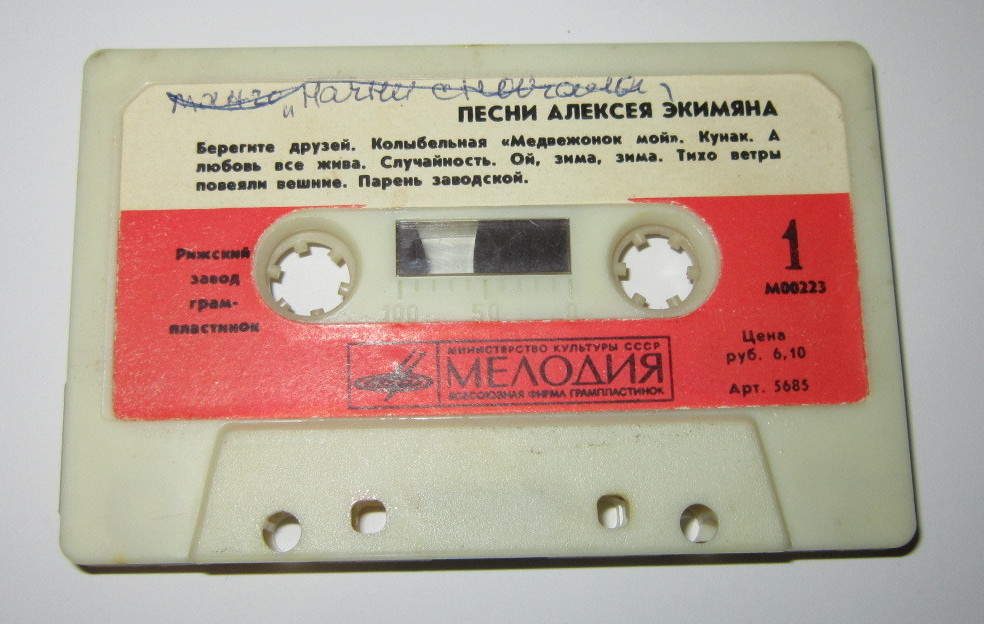 ПЕСНИ АЛЕКСЕЯ ЭКИМЯНА
Берегите друзей. Колыбельная «Медвежонок мой». Кунак. А
любовь все жива. Случайность. Ой, зима, зима. Тихо ветры
повеяли вешние. Парень заводской.
Рижский
завод
грам-
пластинок
1
М00223
100 50 0
Цена
руб. 6,10
Арт. 5685
МИНИСТЕРСТВО КУЛЬТУРЫ СССР
МЕЛОДИЯ
ВСЕСОЮЗНАЯ ФИРМА ГРАМПЛАСТИНОК